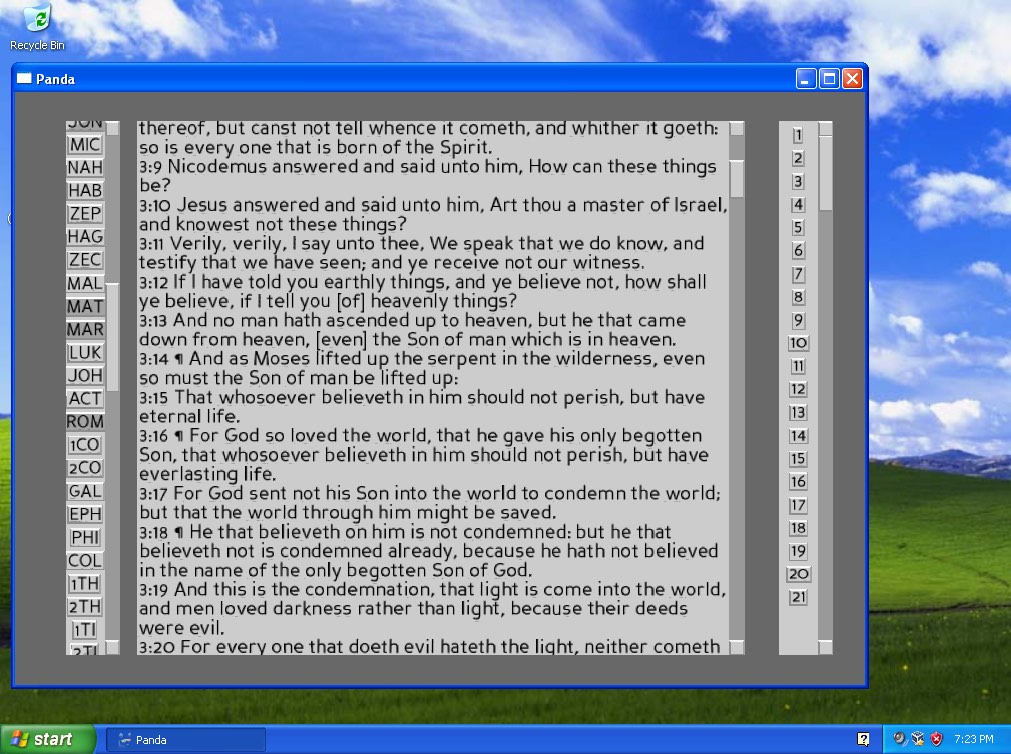 Recycle Bin
Panda
JON
MIC
NAH
HAB
ZEP
HAG
ZEC
MAL
MAT
MAR
LUK
JOH
ACT
ROM
1CO
2CO
GAL
EPH
PHI
COL
1TH
2TH
1TI
2TI
thereof, but canst not tell whence it cometh, and whither it goeth:
so is every one that is born of the Spirit.
3:9 Nicodemus answered and said unto him, How can these things
be?
3:10 Jesus answered and said unto him, Art thou a master of Israel,
and knowest not these things?
3:11 Verily, verily, I say unto thee, We speak that we do know, and
testify that we have seen; and ye receive not our witness.
3:12 If I have told you earthly things, and ye believe not, how shall
ye believe, if I tell you [of] heavenly things?
3:13 And no man hath ascended up to heaven, but he that came
down from heaven, [even] the Son of man which is in heaven.
3:14 ¶ And as Moses lifted up the serpent in the wilderness, even
so must the Son of man be lifted up:
3:15 That whosoever believeth in him should not perish, but have
eternal life.
3:16 ¶ For God so loved the world, that he gave his only begotten
Son, that whosoever believeth in him should not perish, but have
everlasting life.
3:17 For God sent not his Son into the world to condemn the world;
but that the world through him might be saved.
3:18 ¶ He that believeth on him is not condemned: but he that
believeth not is condemned already, because he hath not believed
in the name of the only begotten Son of God.
3:19 And this is the condemnation, that light is come into the world,
and men loved darkness rather than light, because their deeds
were evil.
3:20 For every one that doeth evil hateth the light, neither cometh
1
2
3
4
5
6
7
8
9
10
11
12
13
14
15
16
17
18
19
20
21
start
Panda
7:23 PM